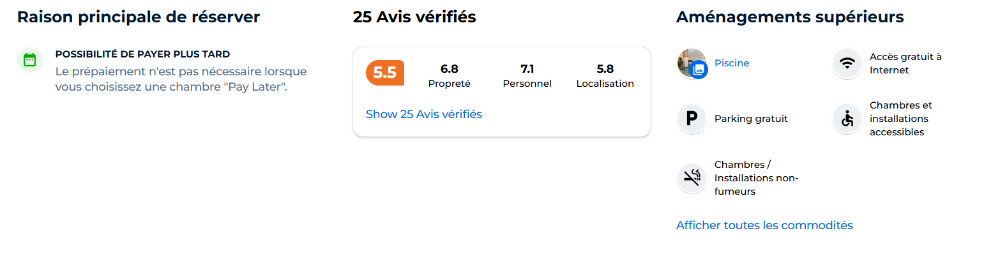 Raison principale de réserver
POSSIBILITÉ DE PAYER PLUS TARD
Le prépaiement n'est pas nécessaire lorsque
vous choisissez une chambre "Pay Later".
25 Avis vérifiés
5.5
6.8
Propreté
7.1
Personnel
5.8
Localisation
Show 25 Avis vérifiés
Aménagements supérieurs
Piscine
Accès gratuit à
Internet
P
Parking gratuit
Chambres et
installations
accessibles
Chambres /
Installations non-
fumeurs
Afficher toutes les commodités